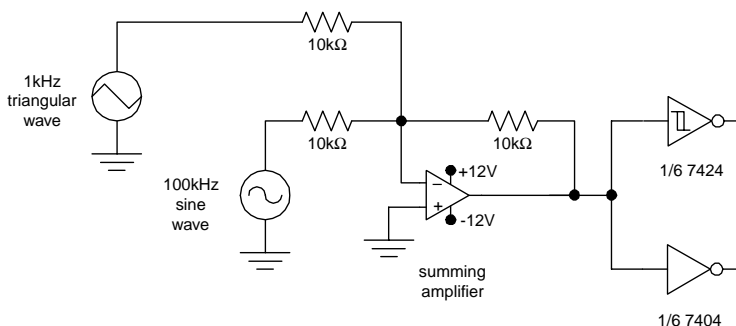 10kΩ
1kHz
triangular
wave
10kΩ
10kΩ
100kHz
sine
wave
+12V
−
+
-12V
1/6 7424
summing
amplifier
1/6 7404